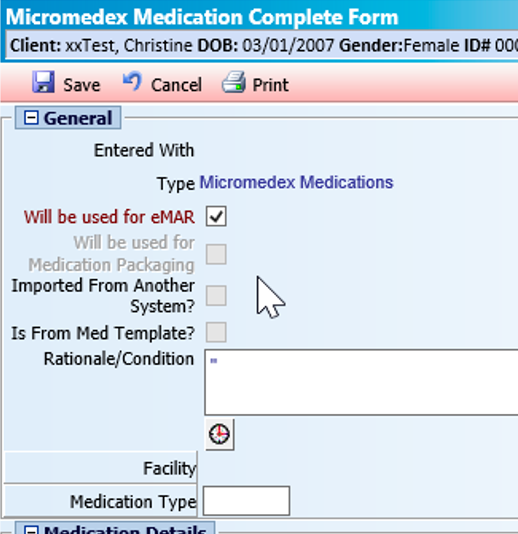 Micromedex Medication Complete Form
Client: xxTest, Christine DOB: 03/01/2007 Gender:Female ID# 000
Save Cancel Print
General
Entered With
Type Micromedex Medications
Will be used for eMAR
Will be used for
Medication Packaging
Imported From Another
System?
Is From Med Template?
Rationale/Condition "
Facility
Medication Type
Medication Details